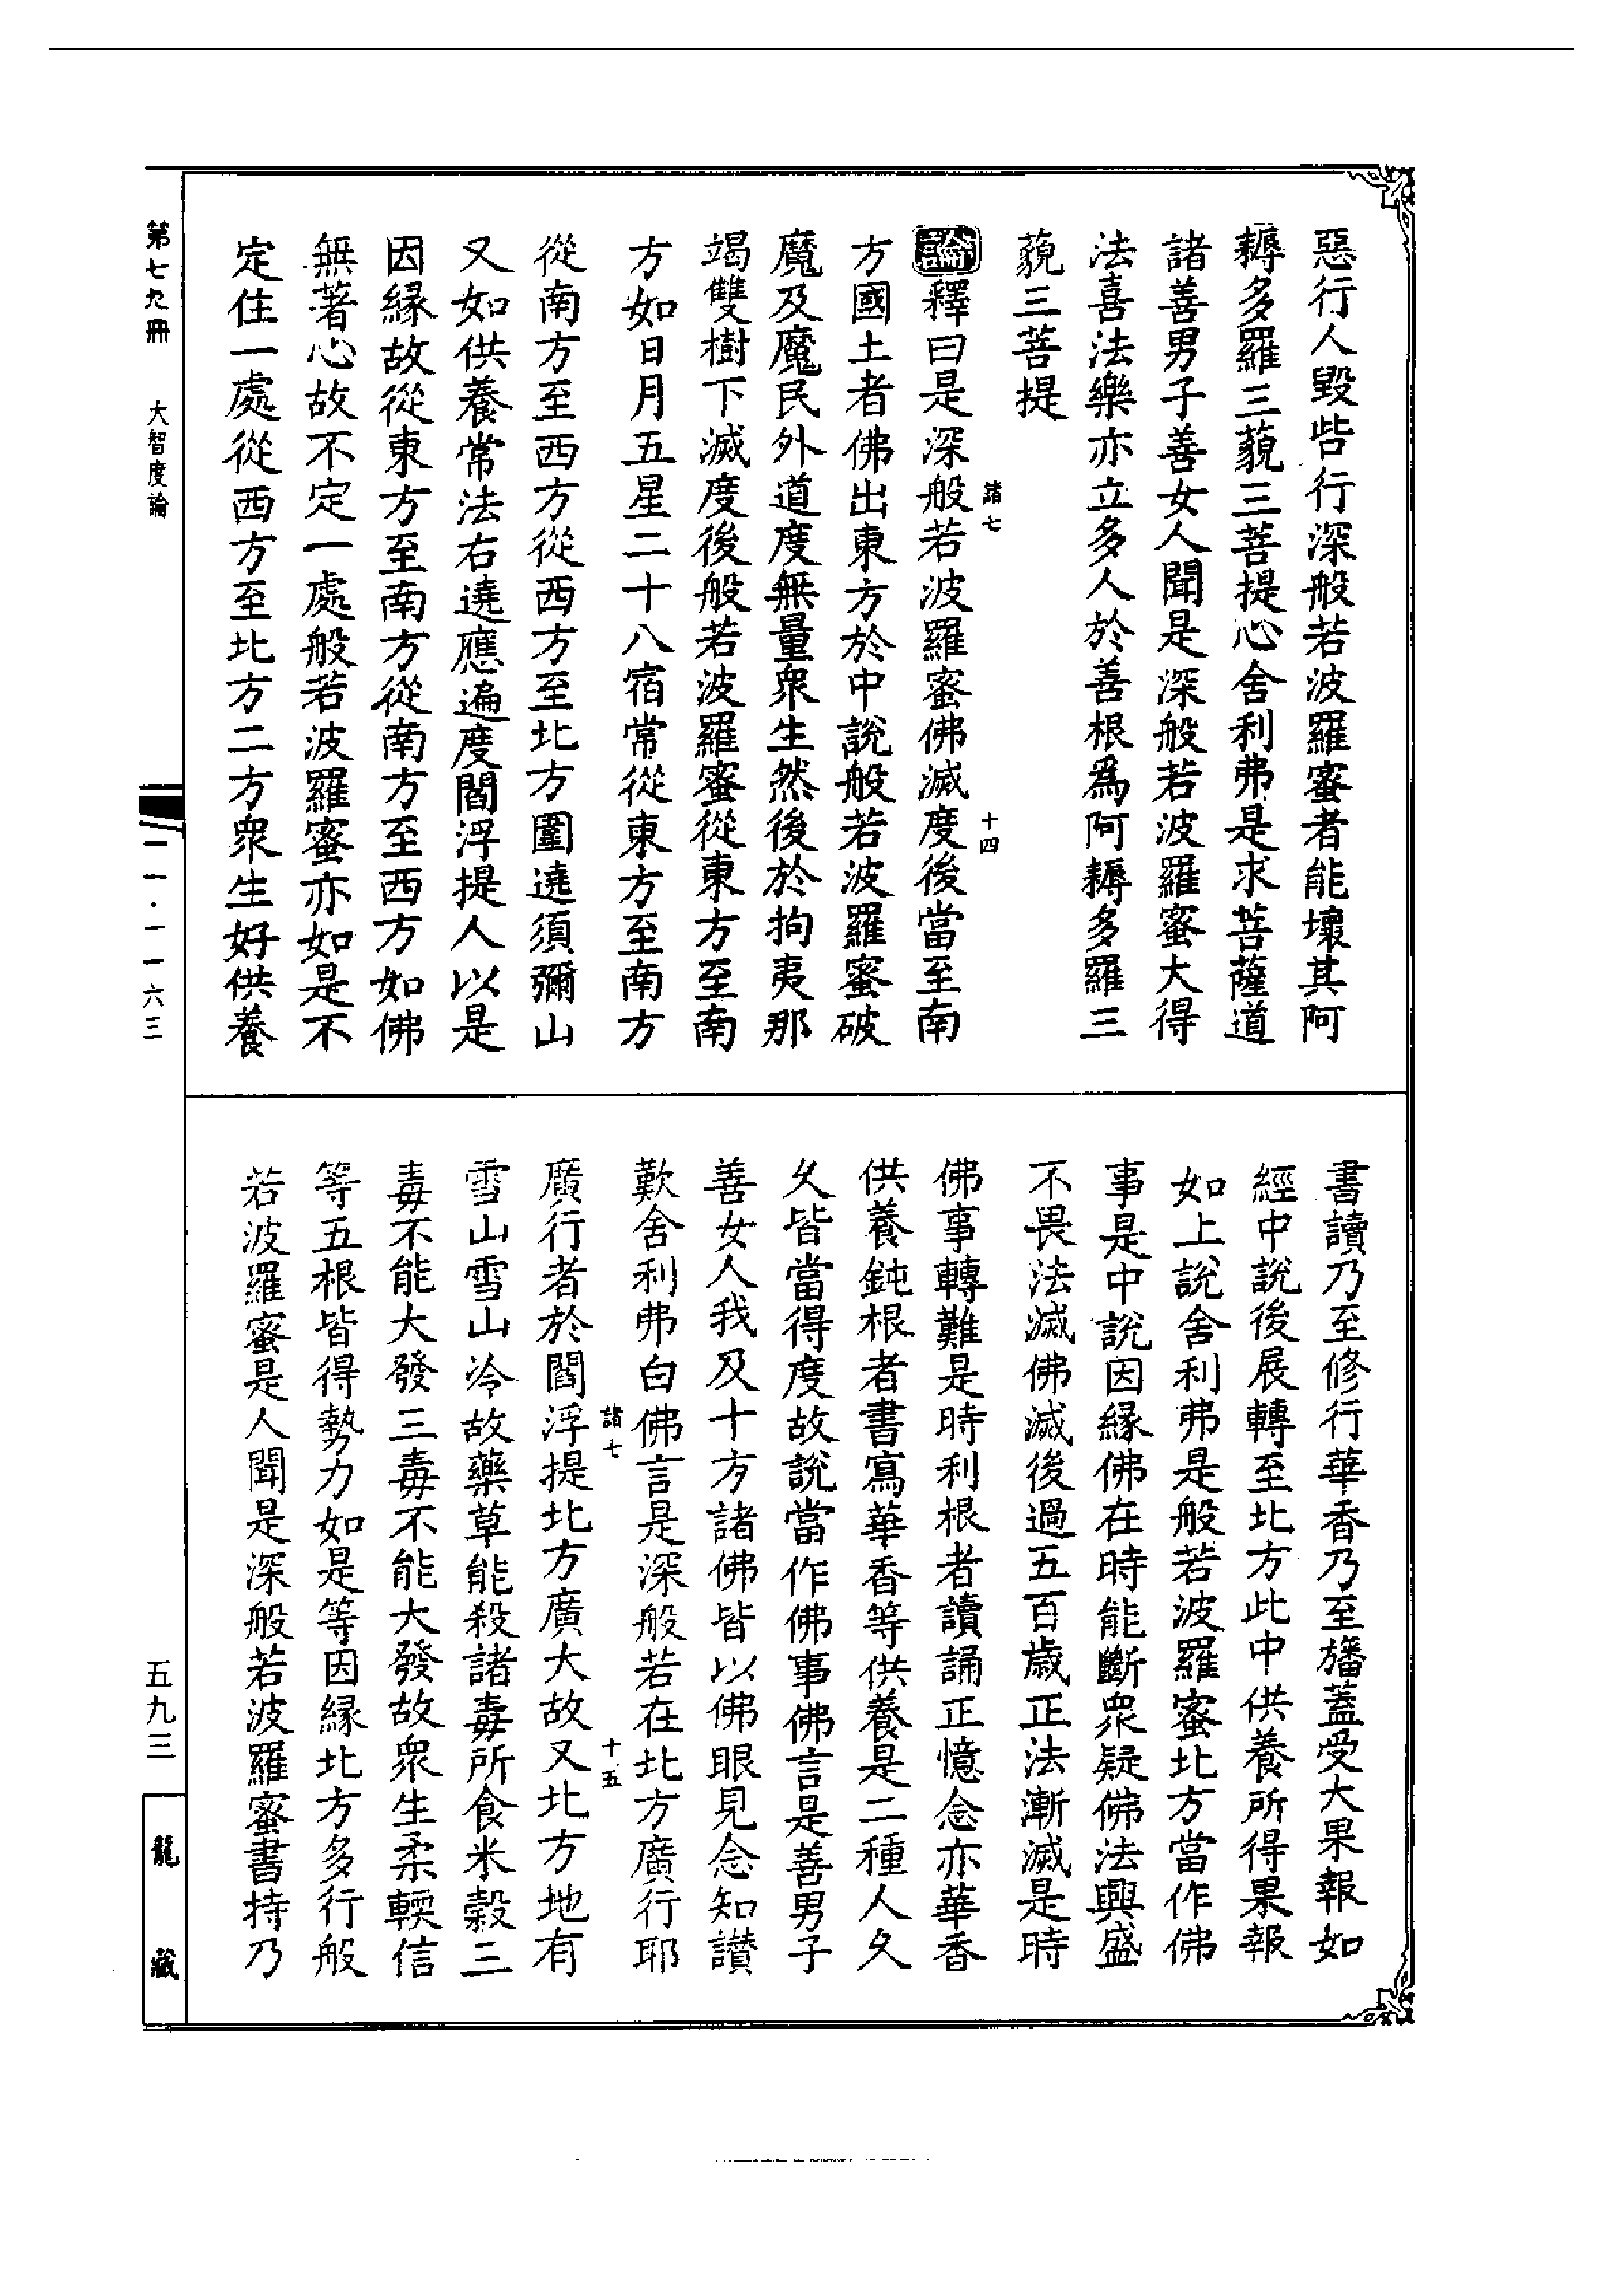 惡行人毀呰行深般若波羅蜜者能壞其阿
耨多羅三藐三菩提心舍利弗是求菩薩道
諸善男子善女人聞是深般若波羅蜜大得
法喜法樂亦立多人於善根為阿耨多羅三
藐三菩提
諸七
十四
論釋曰是深般若波羅蜜佛滅度後當至南
方國土者佛出東方於中說般若波羅蜜破
魔及魔民外道度無量眾生然後於拘夷那
竭雙樹下滅度後般若波羅蜜從東方至南
方如日月五星二十八宿常從東方至南方
從南方至西方從西方至北方圍遶須彌山
又如供養常法右遶應遍度閻浮提人以是
因緣故從東方至南方從南方至西方如佛
無著心故不定一處般若波羅蜜亦如是不
定住一處從西方至北方二方眾生好供養
書讀乃至修行華香乃至旛蓋受大果報如
經中說後展轉至北方此中供養所得果報
如上說舍利弗是般若波羅蜜北方當作佛
事是中說因緣佛在時能斷眾疑佛法興盛
不畏法滅佛滅後過五百歲正法漸滅是時
佛事轉難是時利根者讀誦正憶念亦華香
供養鈍根者書寫華香等供養是二種人久
久皆當得度故說當作佛事佛言是善男子
善女人我及十方諸佛皆以佛眼見念知讚
歎舍利弗白佛言是深般若在北方廣行耶
諸七
十五
廣行者於閻浮提北方廣大故又北方地有
雪山雪山冷故藥草能殺諸毒所食米穀三
毒不能大發三毒不能大發故眾生柔輭信
等五根皆得勢力如是等因緣北方多行般
若波羅蜜是人聞是深般若波羅蜜書持乃
第七九冊
大智度論
一一·一一六三
五九三
龍藏